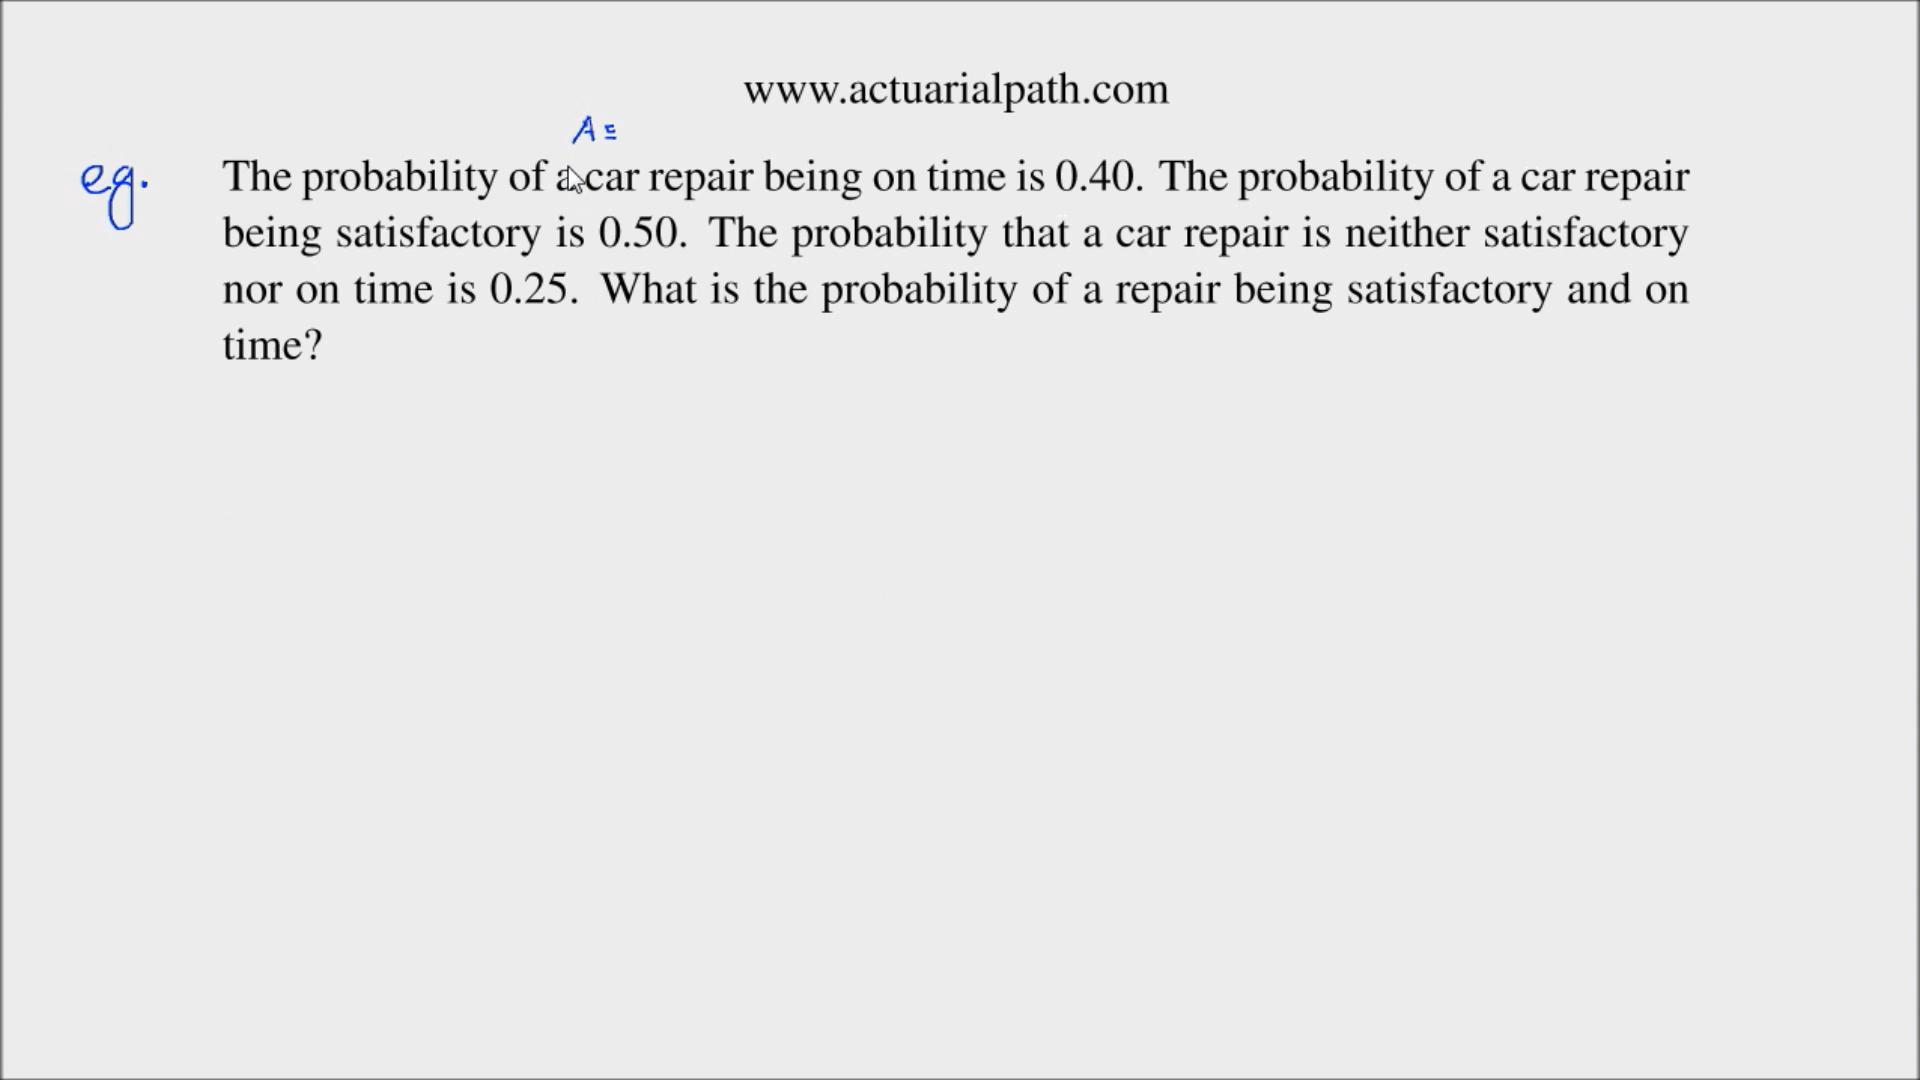 www.actuarialpath.com
A =
eg. The probability of a car repair being on time is 0.40. The probability of a car repair
being satisfactory is 0.50. The probability that a car repair is neither satisfactory
nor on time is 0.25. What is the probability of a repair being satisfactory and on
time?